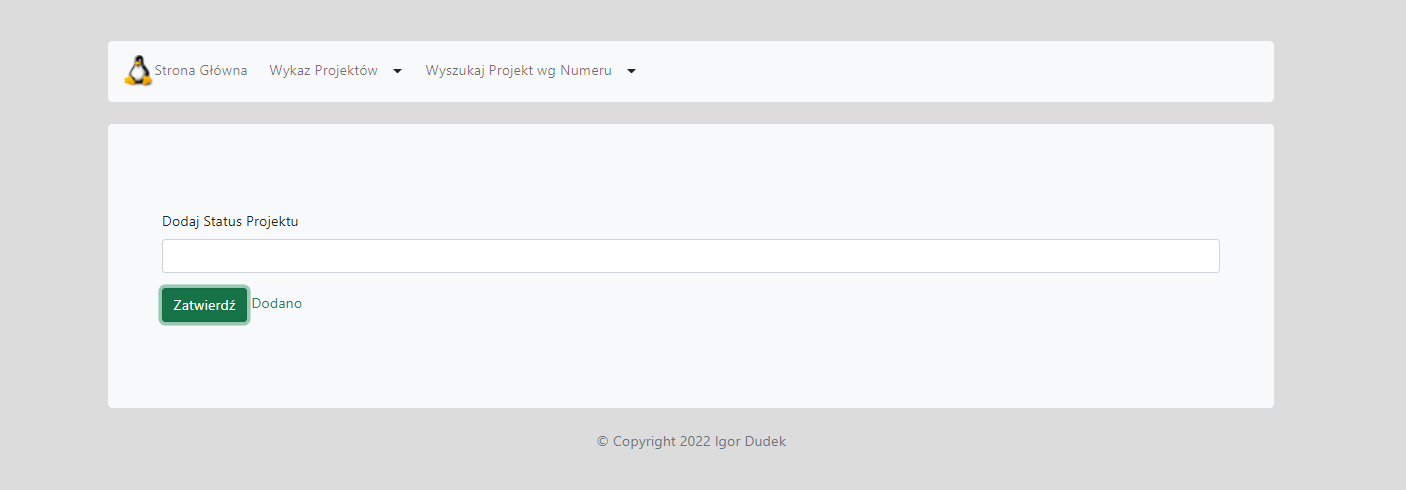 Strona Główna Wykaz Projektów Wyszukaj Projekt wg Numeru
Dodaj Status Projektu
Zatwierdź Dodano
© Copyright 2022 Igor Dudek